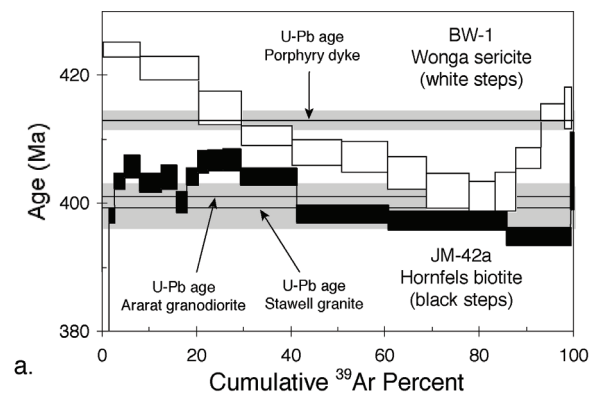 U-Pb age
Porphyry dyke
BW-1
Wonga sericite
(white steps)
420
400
380
Age (Ma)
U-Pb age
Ararat granodiorite
U-Pb age
Stawell granite
JM-42a
Hornfels biotite
(black steps)
0
20
40
60
80
100
a.
Cumulative ³⁹Ar Percent